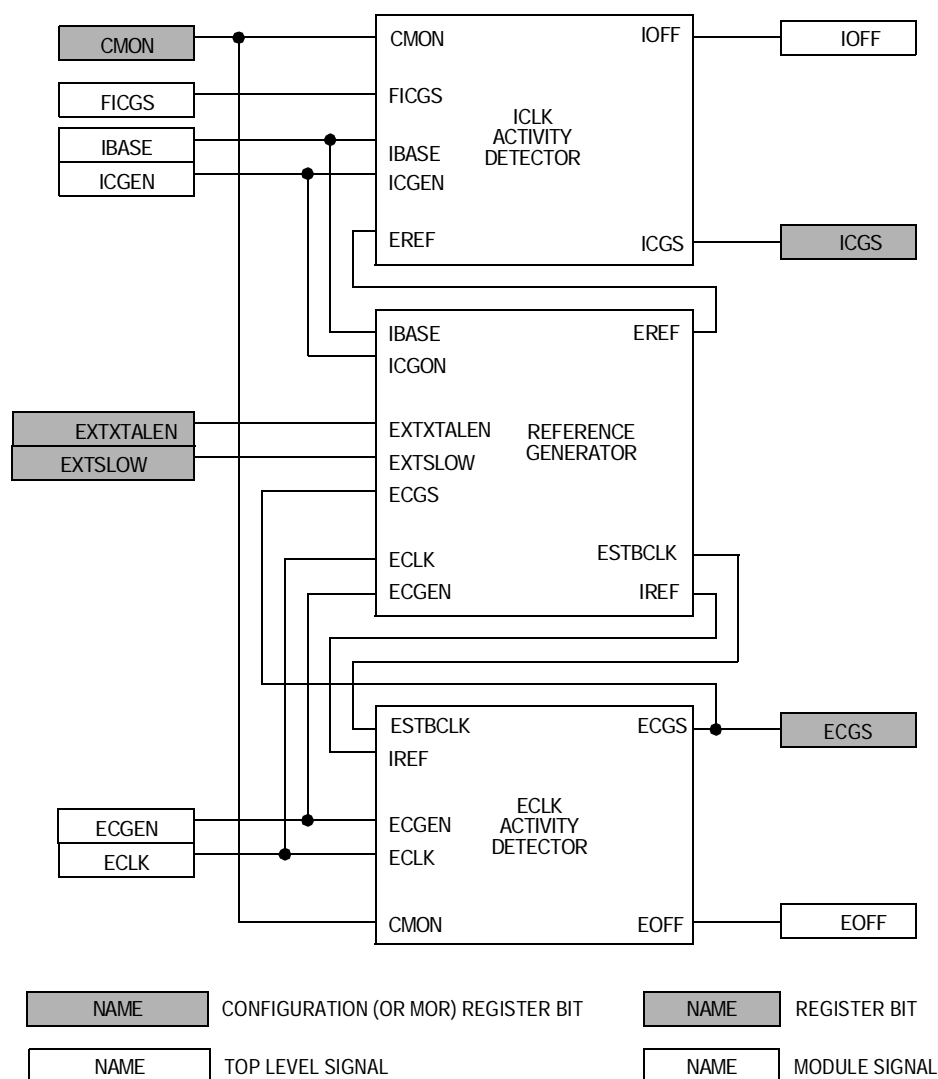 CMON
FICGS
IBASE
ICGEN
CMON
FICGS
IBASE
ICGEN
EREF
ICLK
ACTIVITY
DETECTOR
IOFF
ICGS
IOFF
ICGS
EXTXTALEN
EXTSLOW
IBASE
ICGON
EXTXTALEN
EXTSLOW
ECGS
ECLK
ECGEN
REFERENCE
GENERATOR
EREF
ESTBCLK
IREF
ECGEN
ECLK
ESTBCLK
IREF
ECGEN
ECLK
CMON
ECLK
ACTIVITY
DETECTOR
ECGS
EOFF
ECGS
EOFF
NAME CONFIGURATION (OR MOR) REGISTER BIT
NAME REGISTER BIT
NAME TOP LEVEL SIGNAL
NAME MODULE SIGNAL